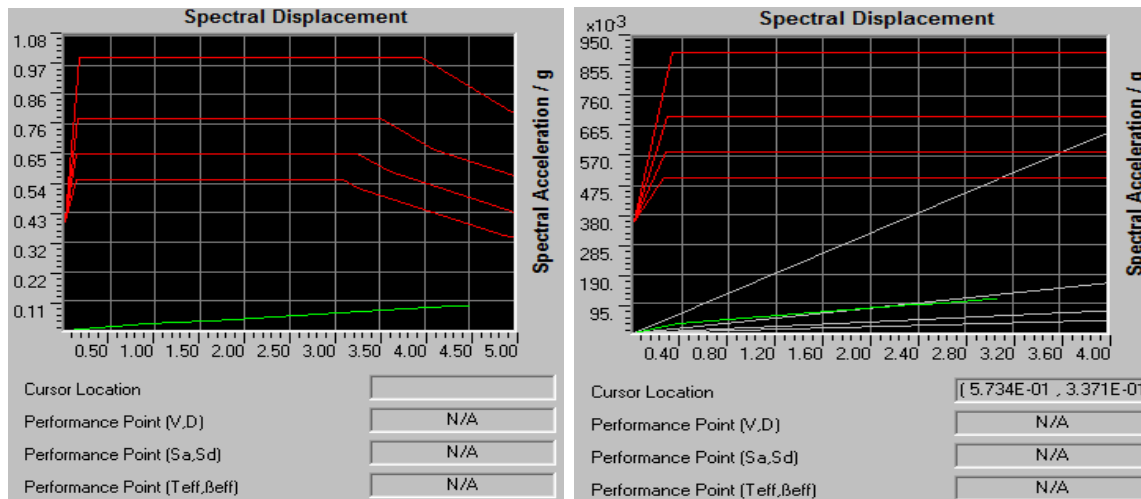 Spectral Displacement
1.08
0.97
0.86
0.76
0.65
0.54
0.43
0.32
0.22
0.11
0.50 1.00 1.50 2.00 2.50 3.00 3.50 4.00 4.50 5.00
Spectral Acceleration / g
Cursor Location
Performance Point (V,D) N/A
Performance Point (Sa,Sd) N/A
Performance Point (Teff,βeff) N/A
Spectral Displacement
x10-3
950.
855.
760.
665.
570.
475.
380.
285.
190.
95.
0.40 0.80 1.20 1.60 2.00 2.40 2.80 3.20 3.60 4.00
Spectral Acceleration / g
Cursor Location ( 5.734E-01 , 3.371E-01
Performance Point (V,D) N/A
Performance Point (Sa,Sd) N/A
Performance Point (Teff,βeff) N/A